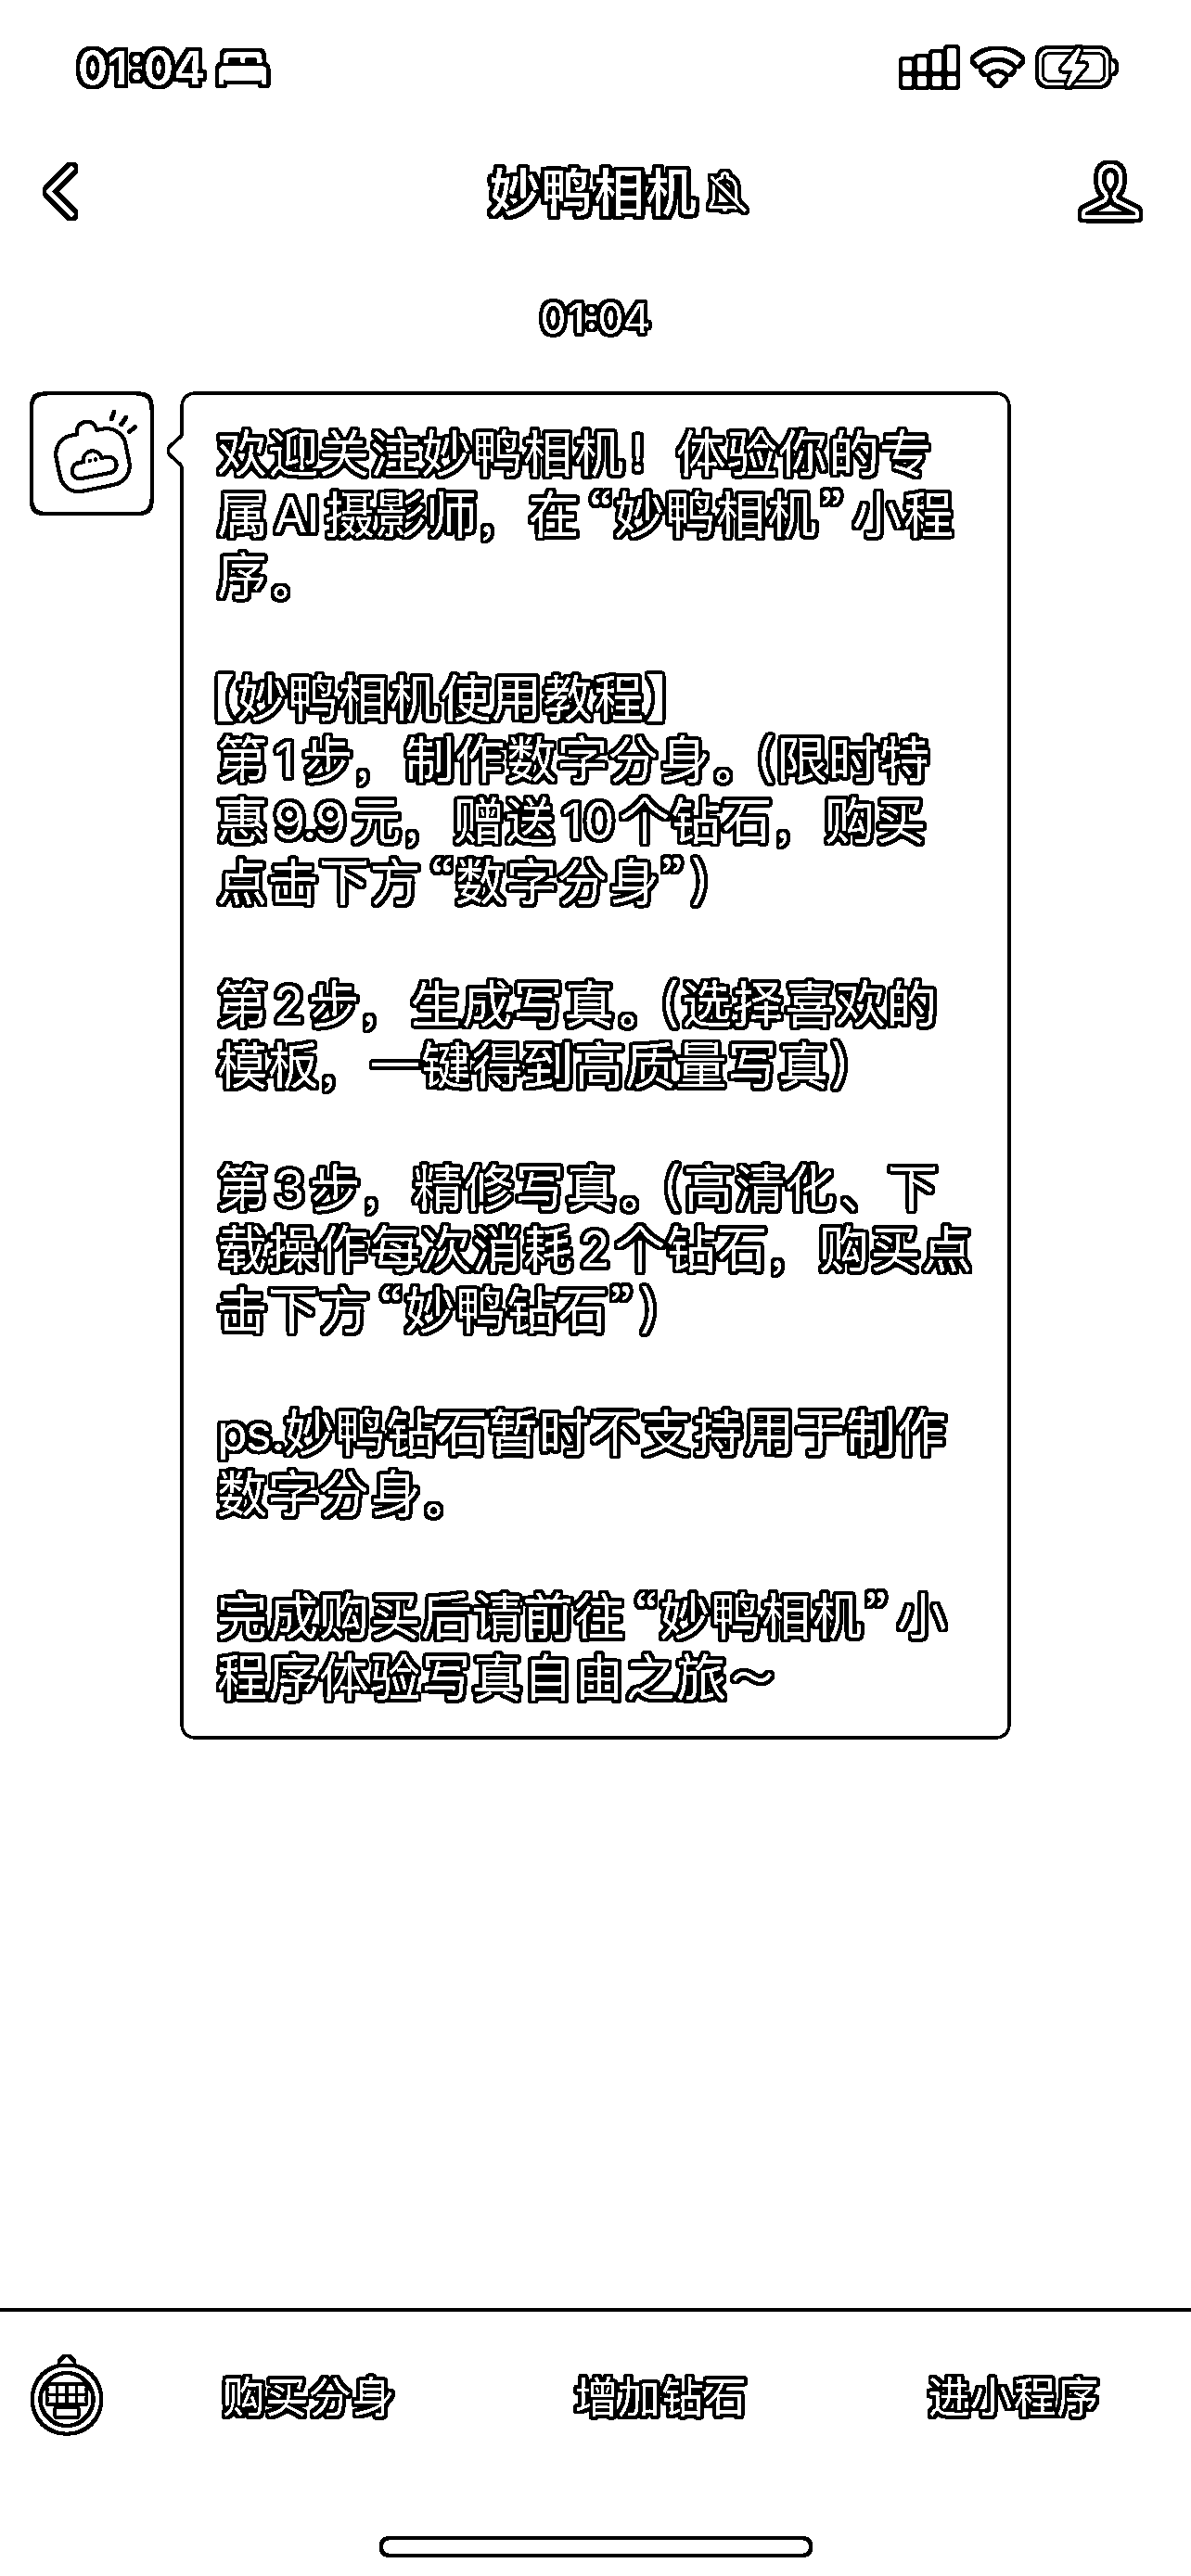 01:04
妙鸭相机
01:04
欢迎关注妙鸭相机！体验你的专
属AI摄影师，在“妙鸭相机”小程
序。
【妙鸭相机使用教程】
第1步，制作数字分身。（限时特
惠9.9元，赠送10个钻石，购买
点击下方“数字分身”）
第2步，生成写真。（选择喜欢的
模板，一键得到高质量写真）
第3步，精修写真。（高清化、下
载操作每次消耗2个钻石，购买点
击下方“妙鸭钻石”）
ps.妙鸭钻石暂时不支持用于制作
数字分身。
完成购买后请前往“妙鸭相机”小
程序体验写真自由之旅～
购买分身
增加钻石
进小程序